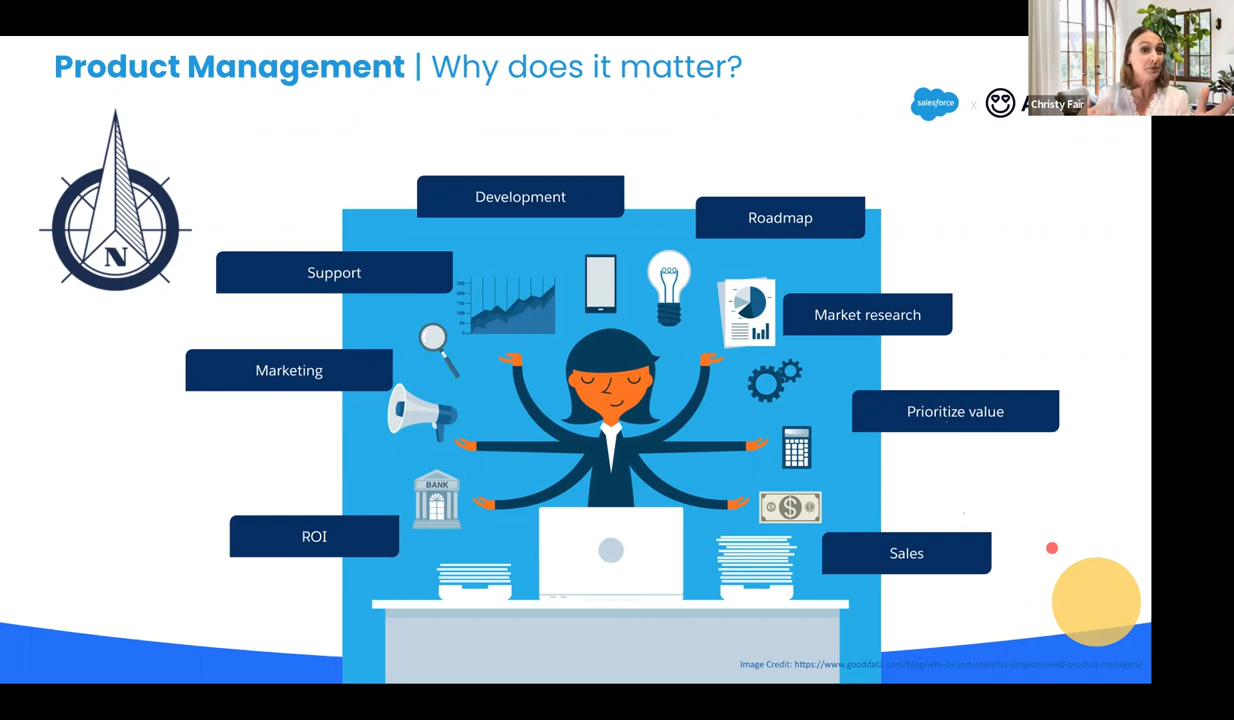 Product Management | Why does it matter?
salesforce x A
Christy Fair
N
Development
Roadmap
Support
Market research
Marketing
Prioritize value
BANK
ROI
Sales
Image Credit: https://www.gooddata.com/blog/why-bi-and-analytics-projects-need-product-managers/